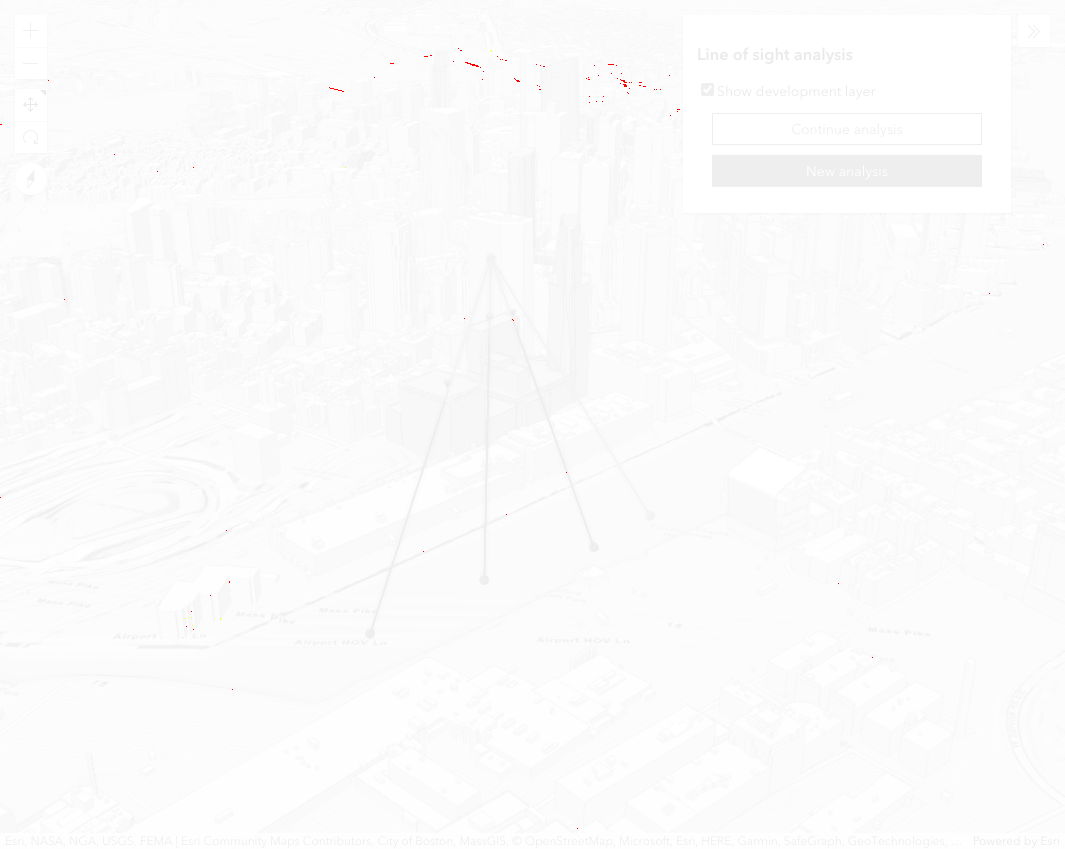 Line of sight analysis
Show development layer
Continue analysis
New analysis
Mass Pike
Mass Pike
Mass Pike
Mass Pike
Airport
Ln
Airport HOV Ln
Airport HOV Ln
Mass Pike
Esri, NASA, NGA, USGS, FEMA | Esri Community Maps Contributors, City of Boston, MassGIS, © OpenStreetMap, Microsoft, Esri, HERE, Garmin, SafeGraph, GeoTechnologies, ... Powered by Esri